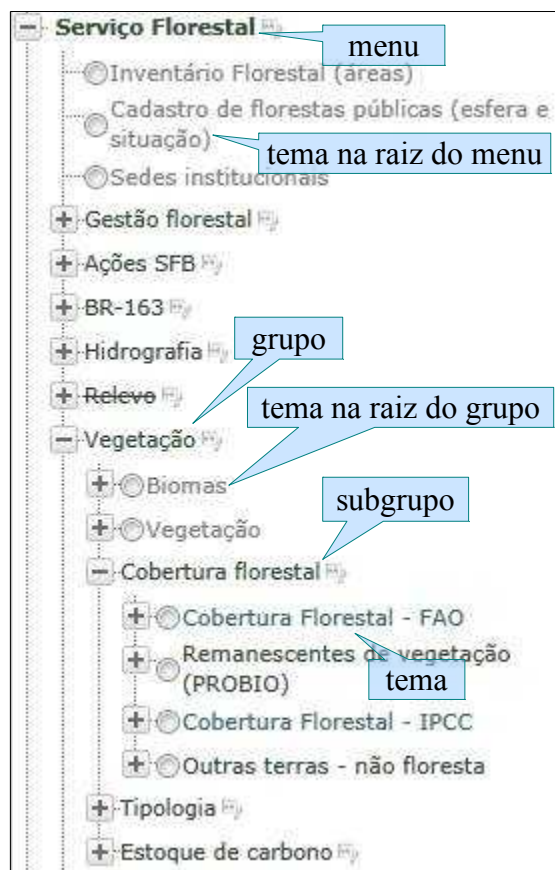 Serviço Florestal
menu
Inventário Florestal (áreas)
Cadastro de florestas públicas (esfera e
situação)
tema na raiz do menu
Sedes institucionais
Gestão florestal
Ações SFB
BR-163
grupo
Hidrografia
Relevo
tema na raiz do grupo
Vegetação
Biomas
subgrupo
Vegetação
Cobertura florestal
Cobertura Florestal - FAO
Remanescentes de vegetação
(PROBIO)
tema
Cobertura Florestal - IPCC
Outras terras - não floresta
Tipologia
Estoque de carbono